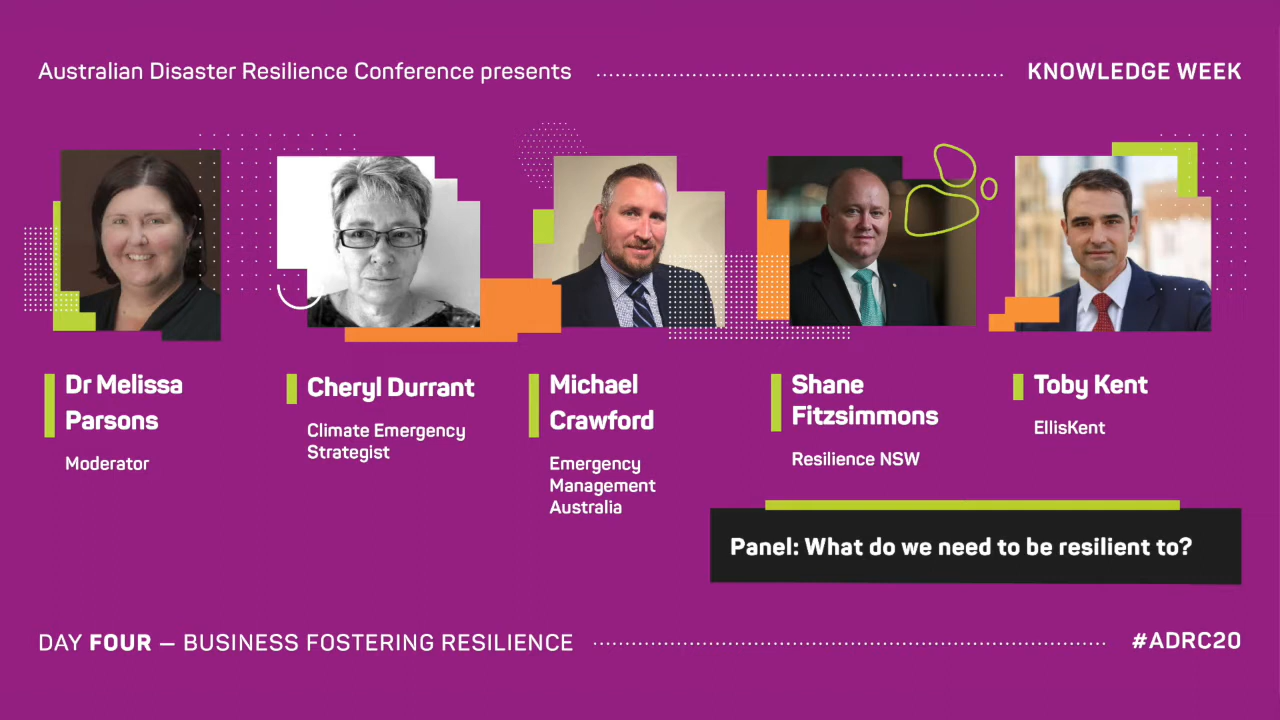 Australian Disaster Resilience Conference presents
KNOWLEDGE WEEK
Dr Melissa
Parsons
Moderator
Cheryl Durrant
Climate Emergency
Strategist
Michael
Crawford
Emergency
Management
Australia
Shane
Fitzsimmons
Resilience NSW
Toby Kent
EllisKent
Panel: What do we need to be resilient to?
DAY FOUR — BUSINESS FOSTERING RESILIENCE
#ADRC20